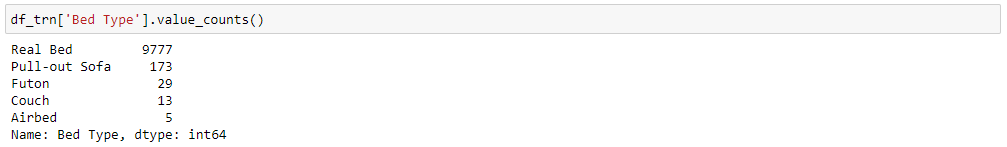 df_trn['Bed Type'].value_counts()
Real Bed         9777
Pull-out Sofa     173
Futon              29
Couch              13
Airbed              5
Name: Bed Type, dtype: int64